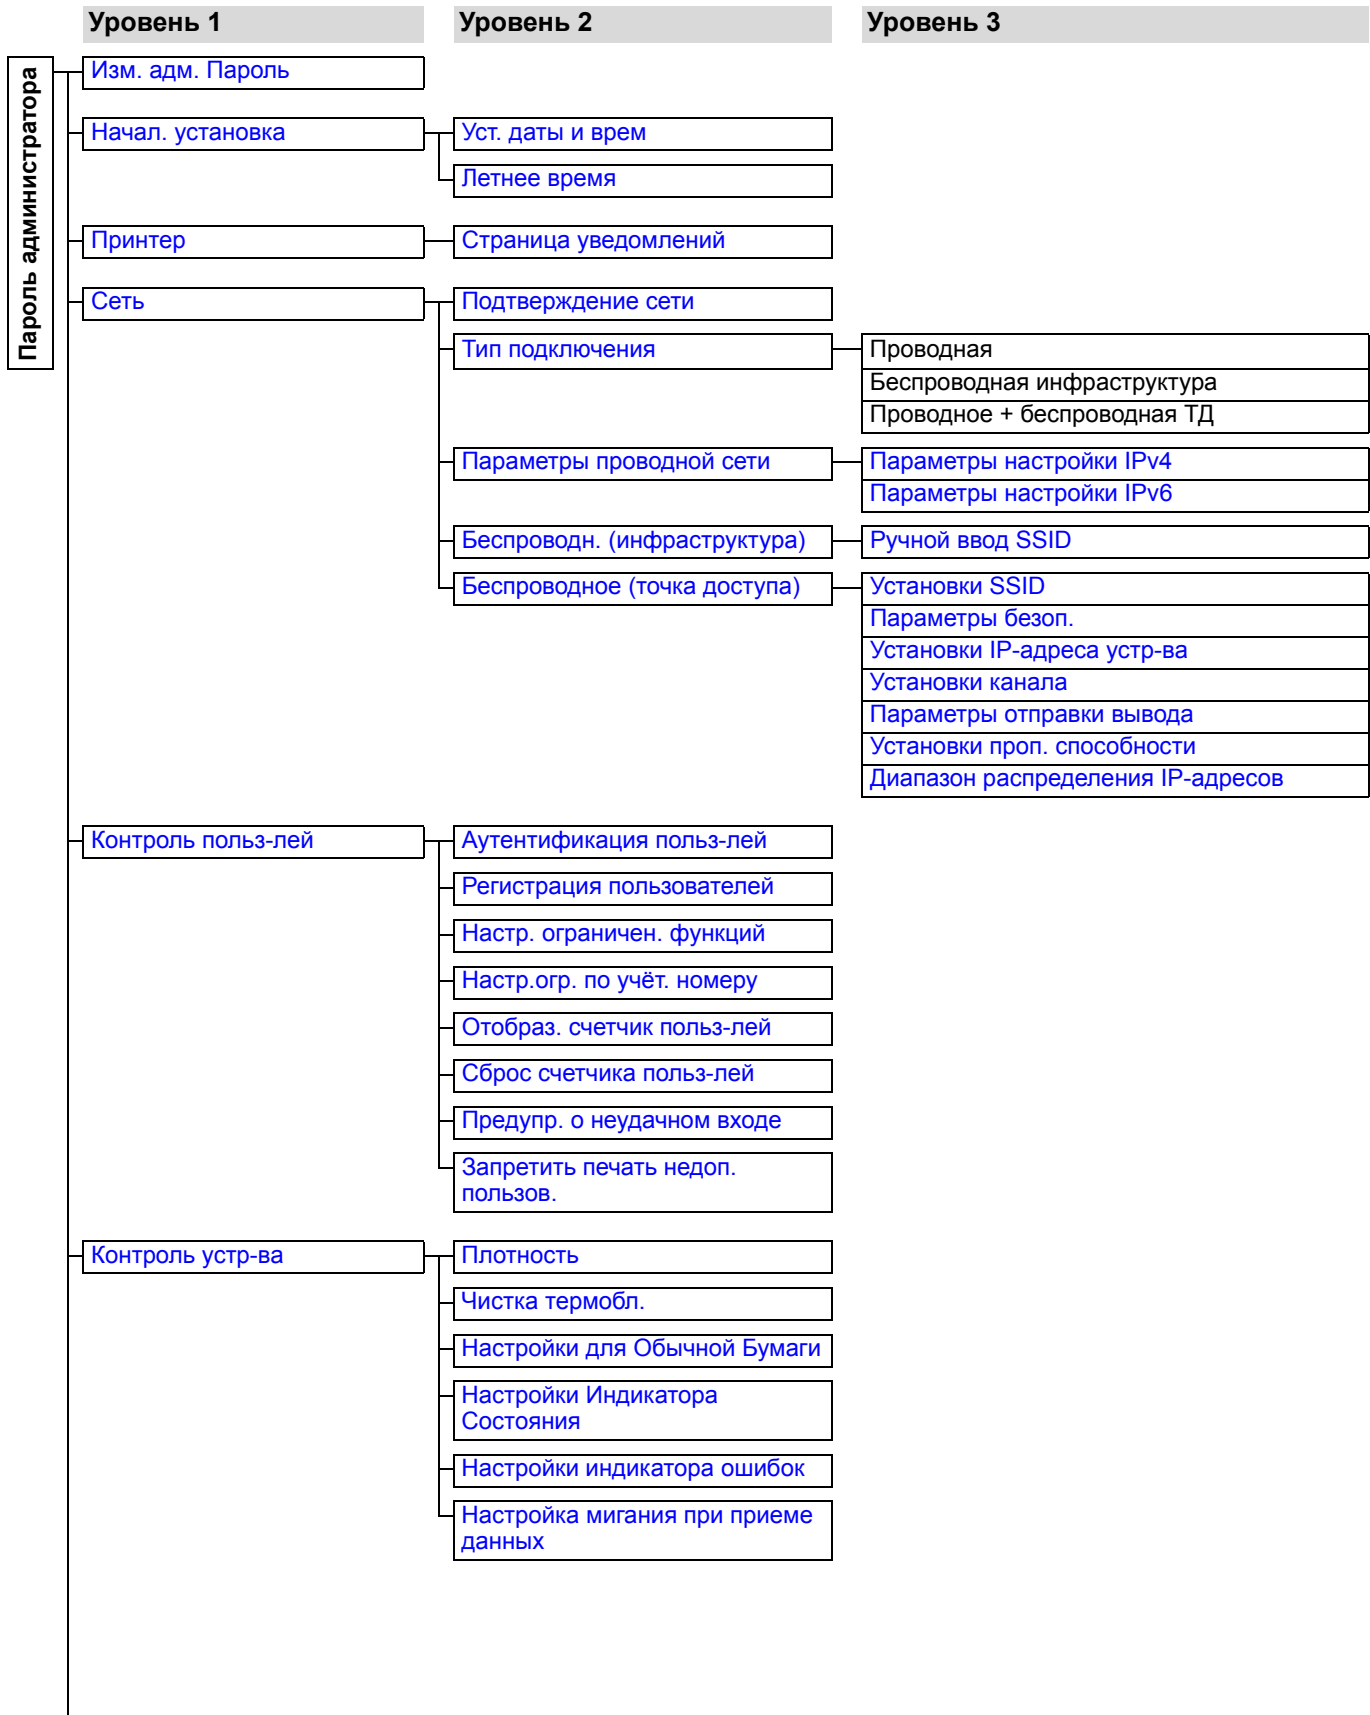 Уровень 1
Уровень 2
Уровень 3
Пароль администратора
Изм. адм. Пароль
Начал. установка
Уст. даты и врем
Летнее время
Принтер
Страница уведомлений
Сеть
Подтверждение сети
Тип подключения
Проводная
Беспроводная инфраструктура
Проводное + беспроводная ТД
Параметры проводной сети
Параметры настройки IPv4
Параметры настройки IPv6
Беспроводн. (инфраструктура)
Ручной ввод SSID
Беспроводное (точка доступа)
Установки SSID
Параметры безоп.
Установки IP-адреса устр-ва
Установки канала
Параметры отправки вывода
Установки проп. способности
Диапазон распределения IP-адресов
Контроль польз-лей
Аутентификация польз-лей
Регистрация пользователей
Настр. ограничен. функций
Настр.огр. по учёт. номеру
Отобраз. счетчик польз-лей
Сброс счетчика польз-лей
Предупр. о неудачном входе
Запретить печать недоп.
пользов.
Контроль устр-ва
Плотность
Чистка термобл.
Настройки для Обычной Бумаги
Настройки Индикатора
Состояния
Настройки индикатора ошибок
Настройка мигания при приеме
данных